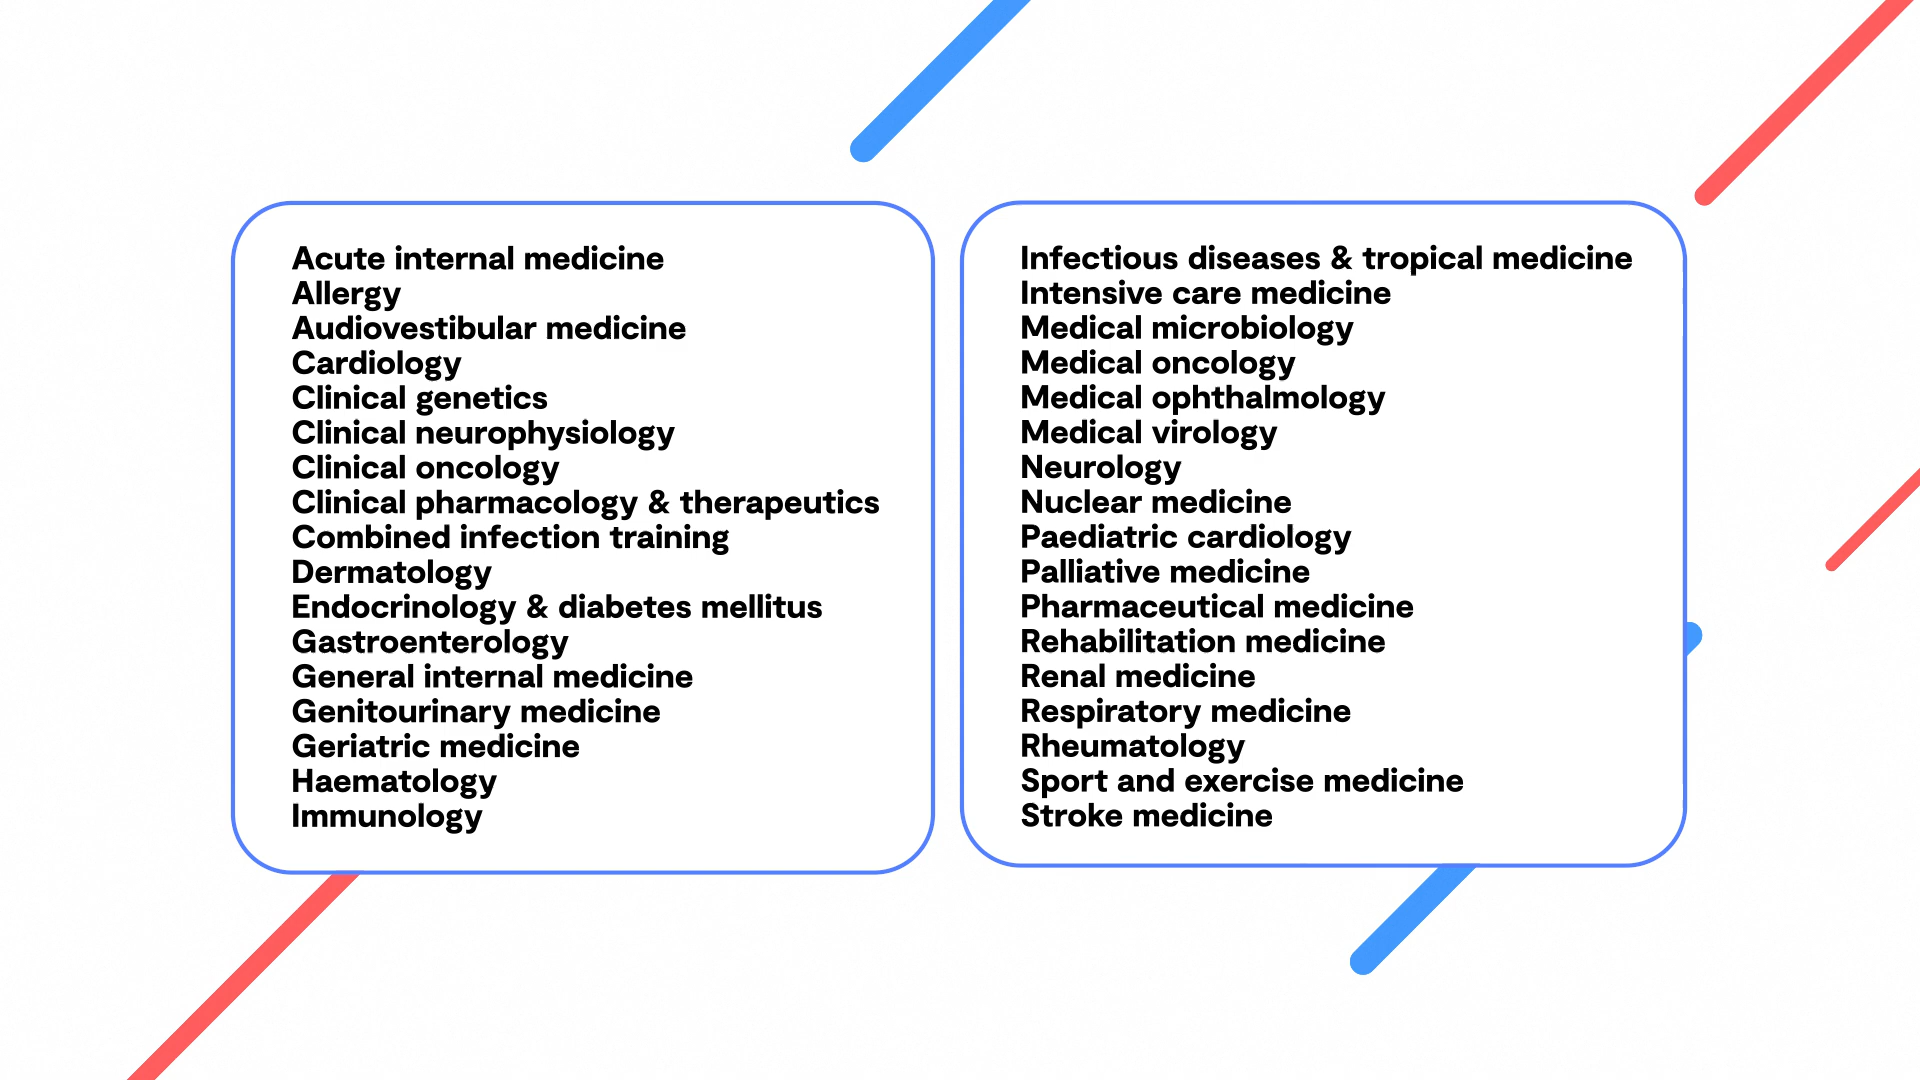 Acute internal medicine
Allergy
Audiovestibular medicine
Cardiology
Clinical genetics
Clinical neurophysiology
Clinical oncology
Clinical pharmacology & therapeutics
Combined infection training
Dermatology
Endocrinology & diabetes mellitus
Gastroenterology
General internal medicine
Genitourinary medicine
Geriatric medicine
Haematology
Immunology
Infectious diseases & tropical medicine
Intensive care medicine
Medical microbiology
Medical oncology
Medical ophthalmology
Medical virology
Neurology
Nuclear medicine
Paediatric cardiology
Palliative medicine
Pharmaceutical medicine
Rehabilitation medicine
Renal medicine
Respiratory medicine
Rheumatology
Sport and exercise medicine
Stroke medicine